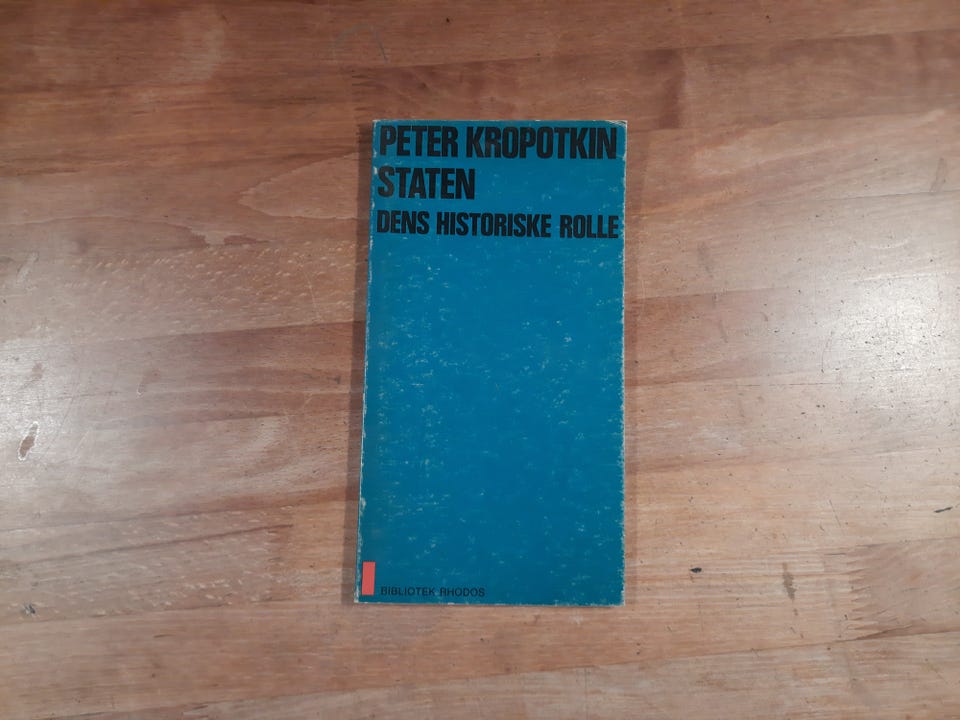 PETER KROPOTKIN
STATEN
DENS HISTORISKE ROLLE
BIBLIOTEK RHODOS